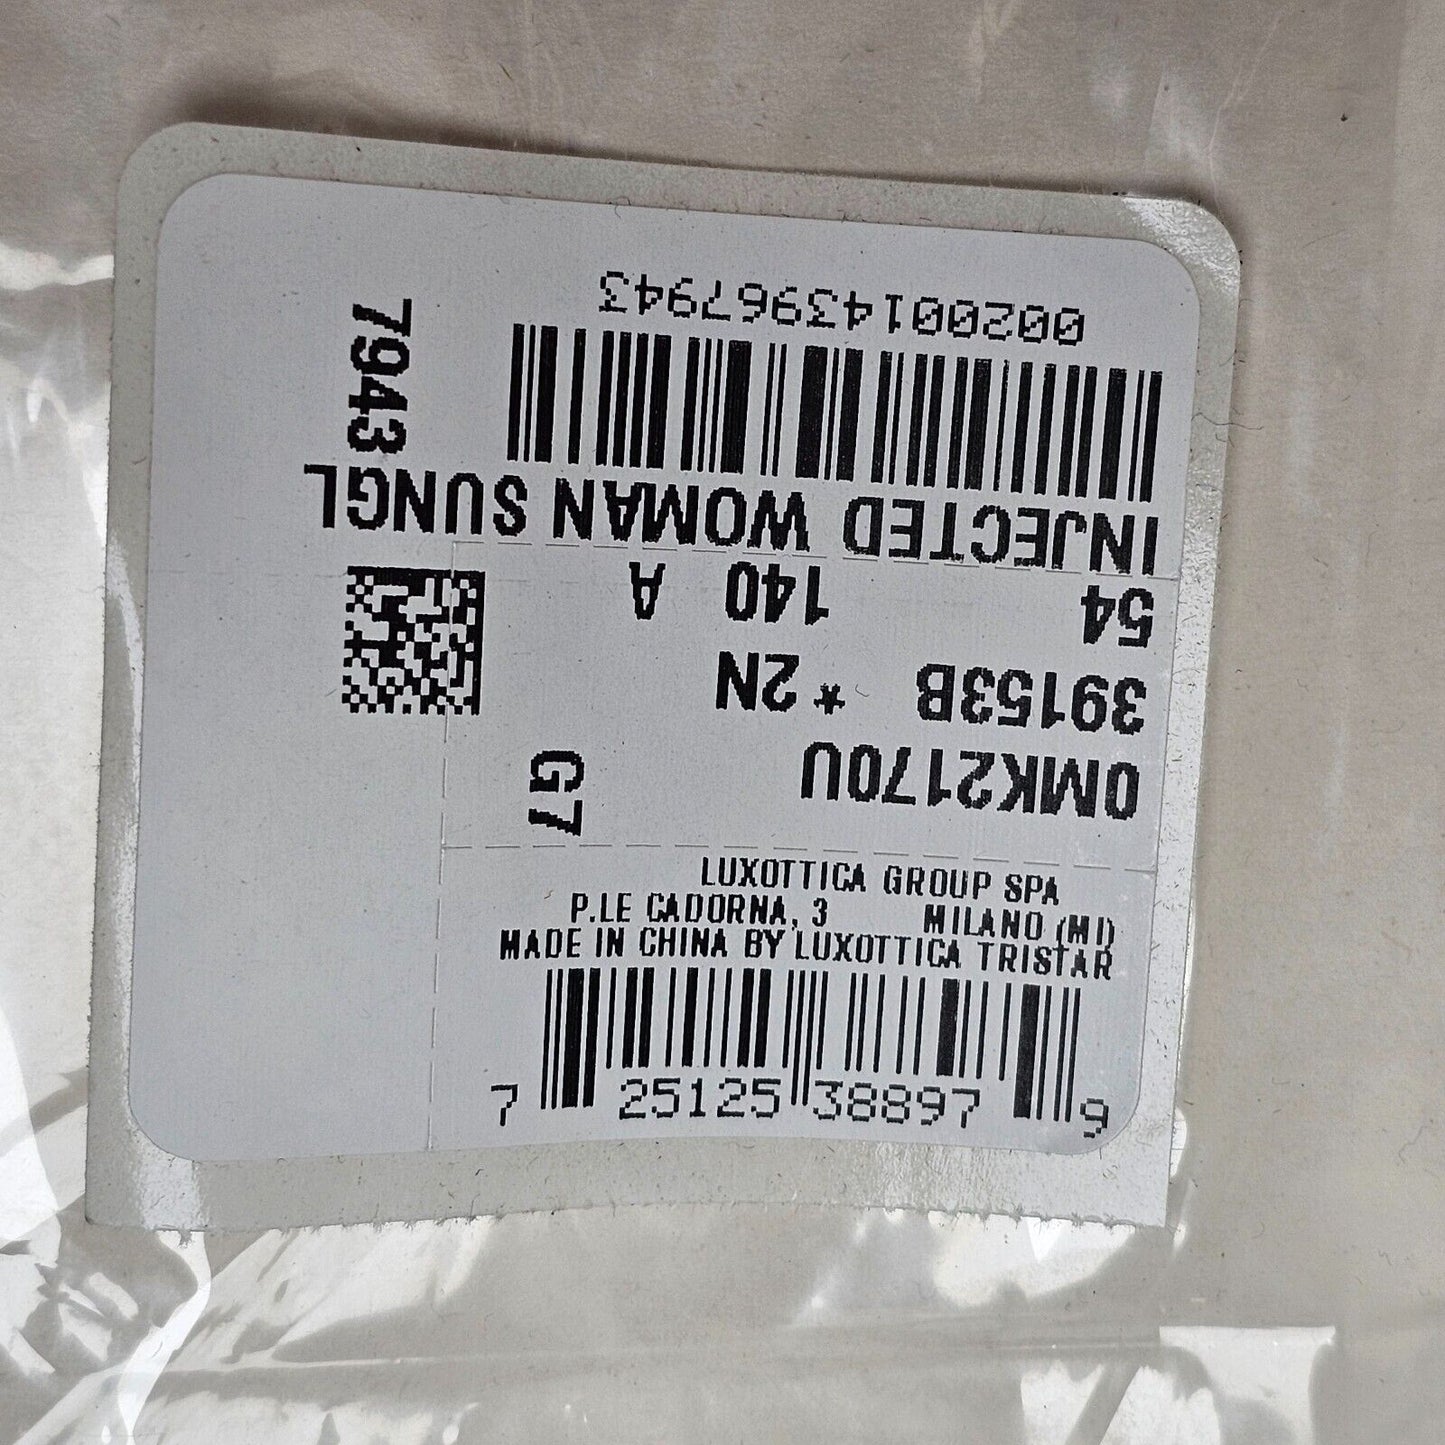 002001439673943
7943
INJECTED WOMAN SUNGL
54 140 A
39153B * 2N
0MK2170U
G7
LUXOTTICA GROUP SPA
P.LE CADORNA, 3 MILANO (MI)
MADE IN CHINA BY LUXOTTICA TRISTAR
7 25125 38897 9